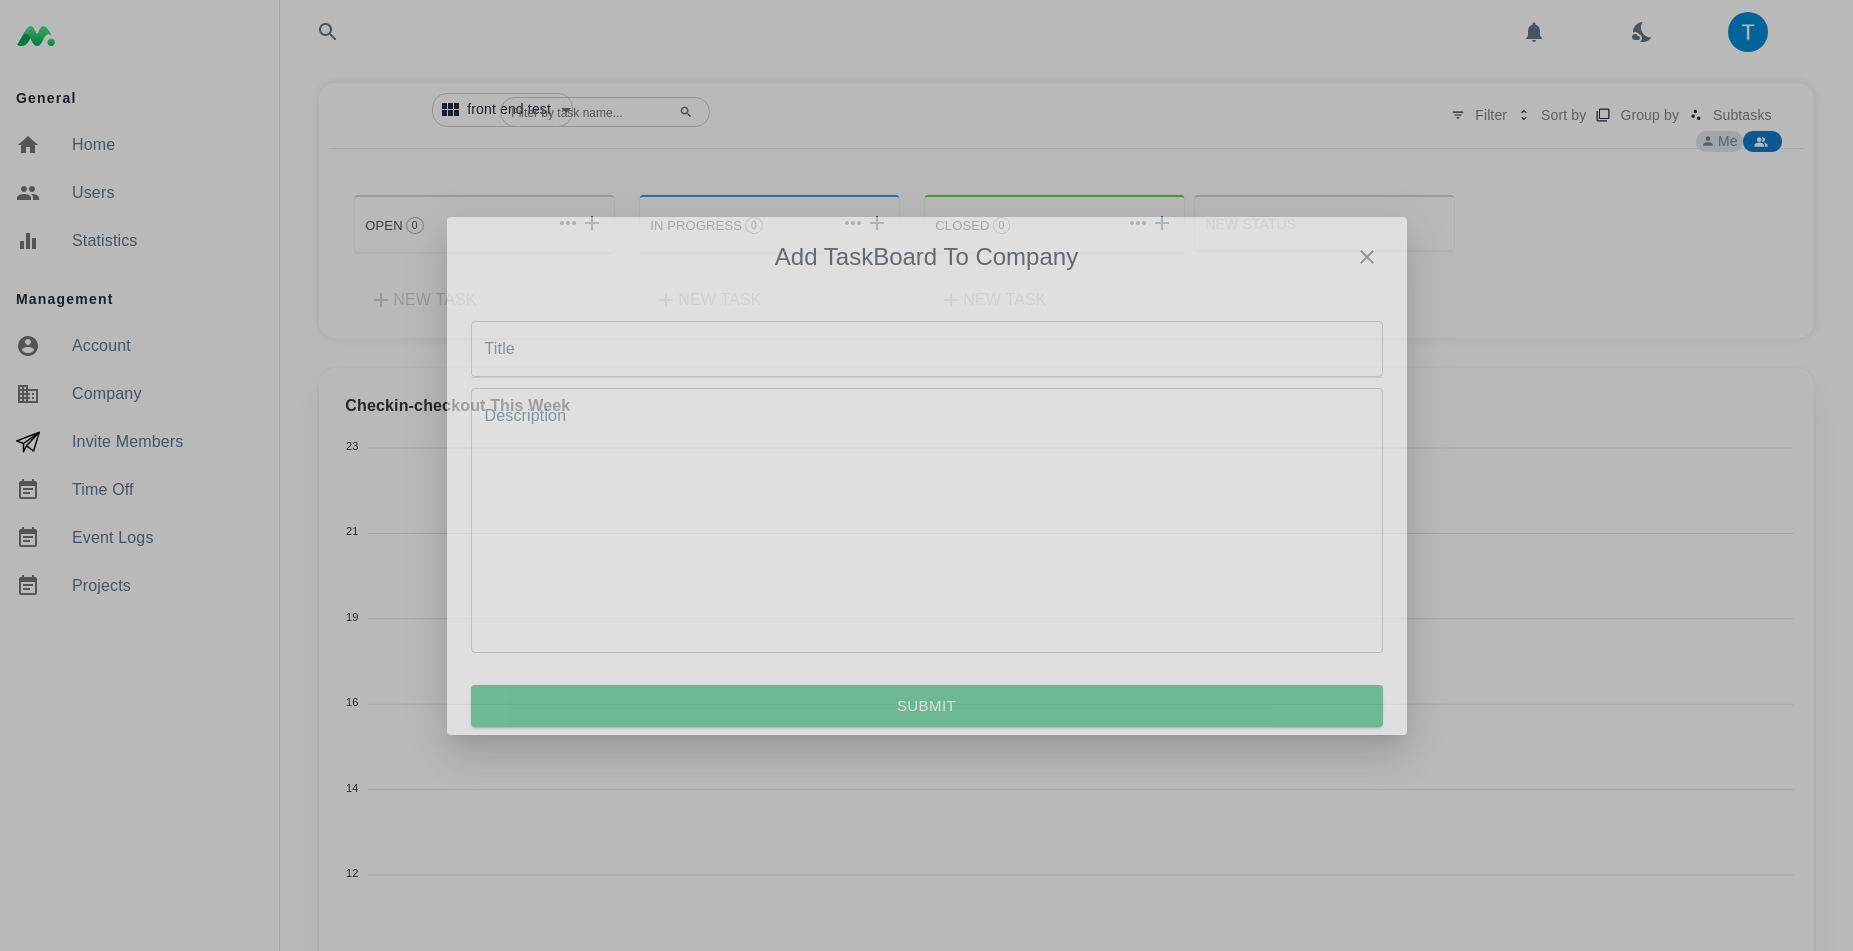 T
General
Home
Users
Statistics
Management
Account
Company
Invite Members
Time Off
Event Logs
Projects
front end test
Filter by task name...
Filter
Sort by
Group by
Subtasks
Me
OPEN 0
IN PROGRESS 0
CLOSED 0
NEW STATUS
Add TaskBoard To Company
NEW TASK
NEW TASK
NEW TASK
Title
Checkin-checkout This Week
Description
23
21
19
16
SUBMIT
14
12